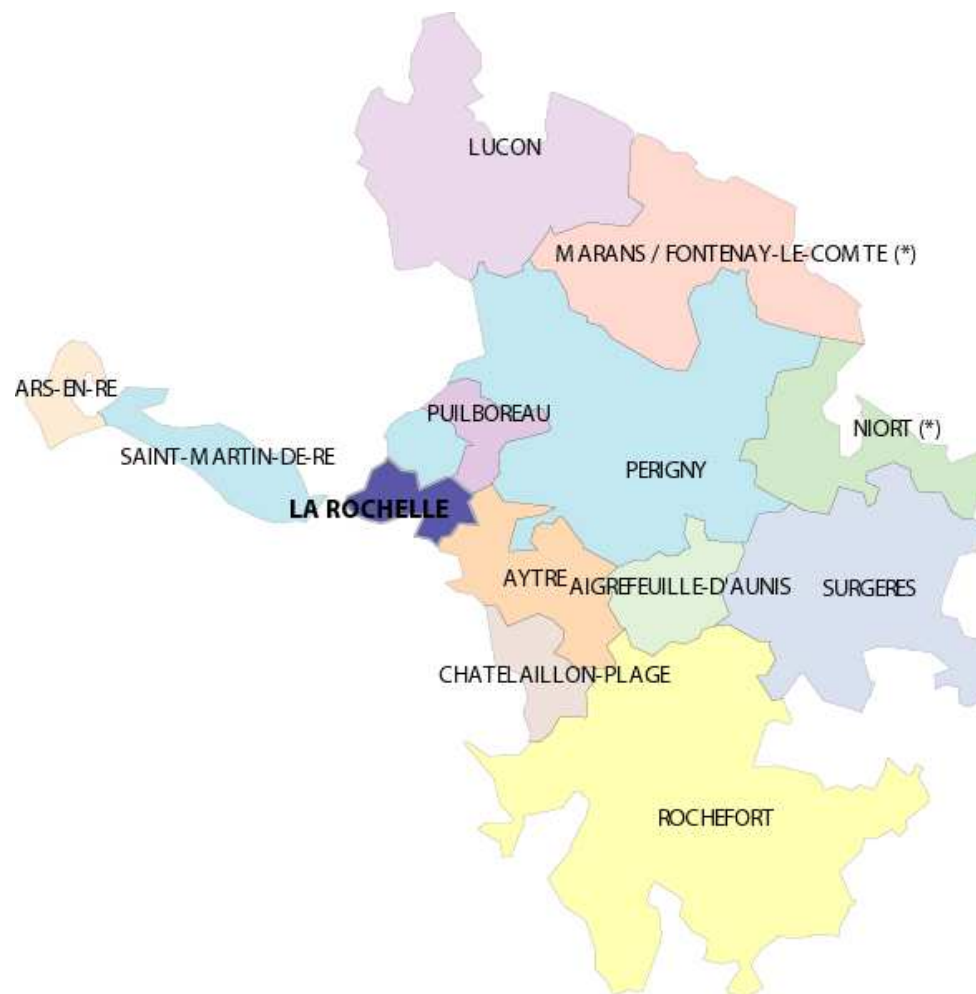 LUCON
MARANS / FONTENAY-LE-COMTE (*)
ARS-EN-RE
PUILBOREAU
NIORT (*)
SAINT-MARTIN-DE-RE
PERIGNY
LA ROCHELLE
AYTRE
AIGREFEUILLE-D'AUNIS
SURGERES
CHATELAILLON-PLAGE
ROCHEFORT